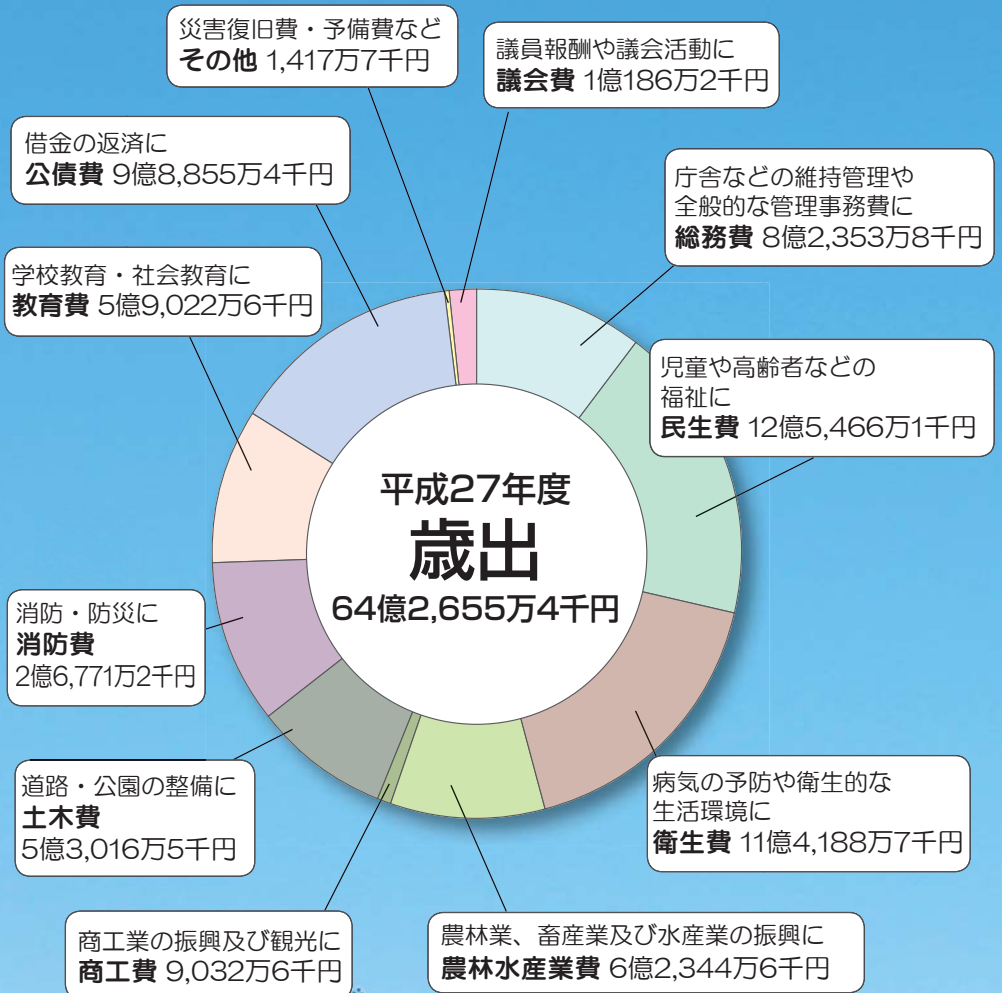 災害復旧費・予備費など
その他 1,417万7千円
議員報酬や議会活動に
議会費 1億186万2千円
借金の返済に
公債費 9億8,855万4千円
庁舎などの維持管理や
全般的な管理事務費に
総務費 8億2,353万8千円
学校教育・社会教育に
教育費 5億9,022万6千円
児童や高齢者などの
福祉に
民生費 12億5,466万1千円
平成27年度
歳出
64億2,655万4千円
消防・防災に
消防費
2億6,771万2千円
道路・公園の整備に
土木費
5億3,016万5千円
病気の予防や衛生的な
生活環境に
衛生費 11億4,188万7千円
商工業の振興及び観光に
商工費 9,032万6千円
農林業、畜産業及び水産業の振興に
農林水産業費 6億2,344万6千円